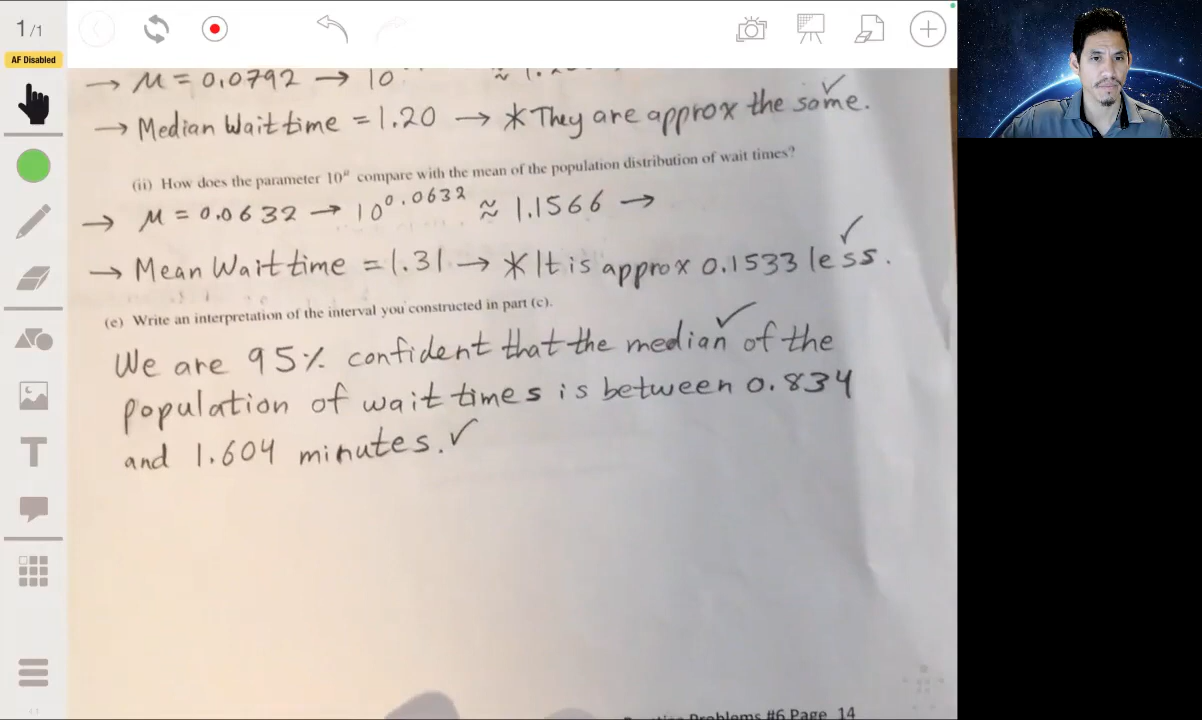 1/1
AF Disabled
→ M = 0.0792 → 10
→ Median Wait time = 1.20 → * They are approx the same. ✓
(ii) How does the parameter 10^μ compare with the mean of the population distribution of wait times?
→ M = 0.0632 → 10^0.0632 ≈ 1.1566 →
→ Mean Wait time = 1.31 → * It is approx 0.1533 less. ✓
(e) Write an interpretation of the interval you constructed in part (c).
We are 95% confident that the median ✓ of the
population of wait times is between 0.834
and 1.604 minutes. ✓
Problems #6 Page 14
T